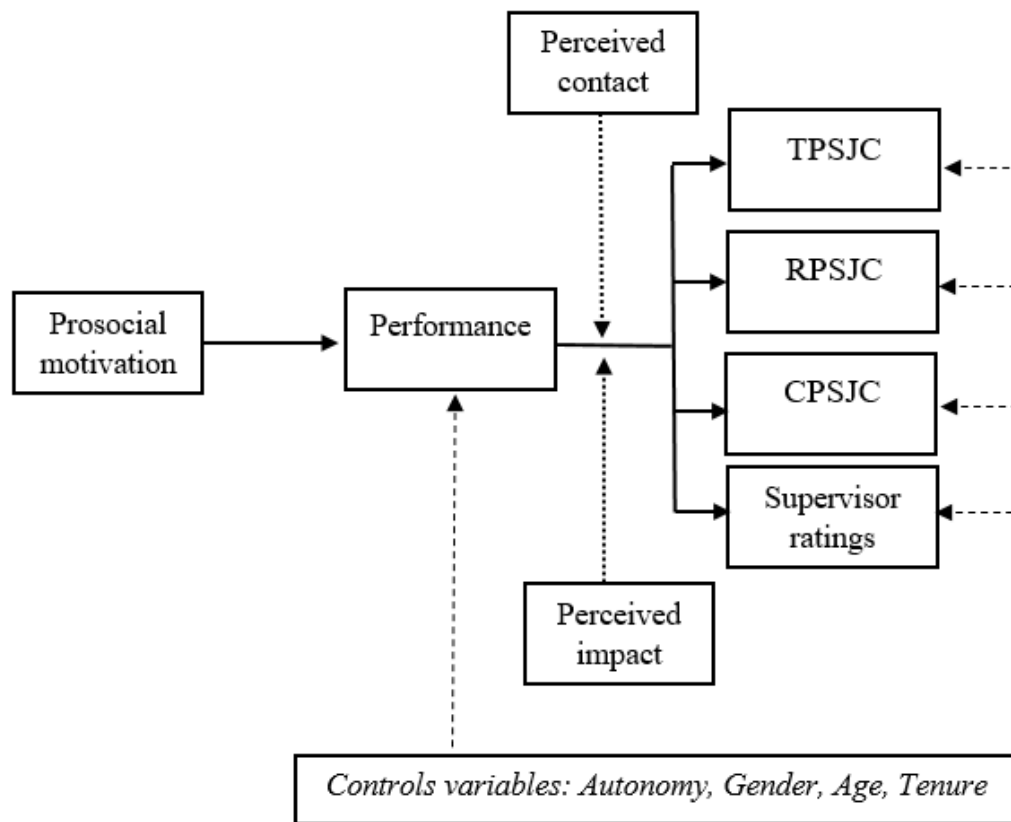 Perceived
contact
TPSJC
RPSJC
Prosocial
motivation
Performance
CPSJC
Supervisor
ratings
Perceived
impact
Controls variables: Autonomy, Gender, Age, Tenure